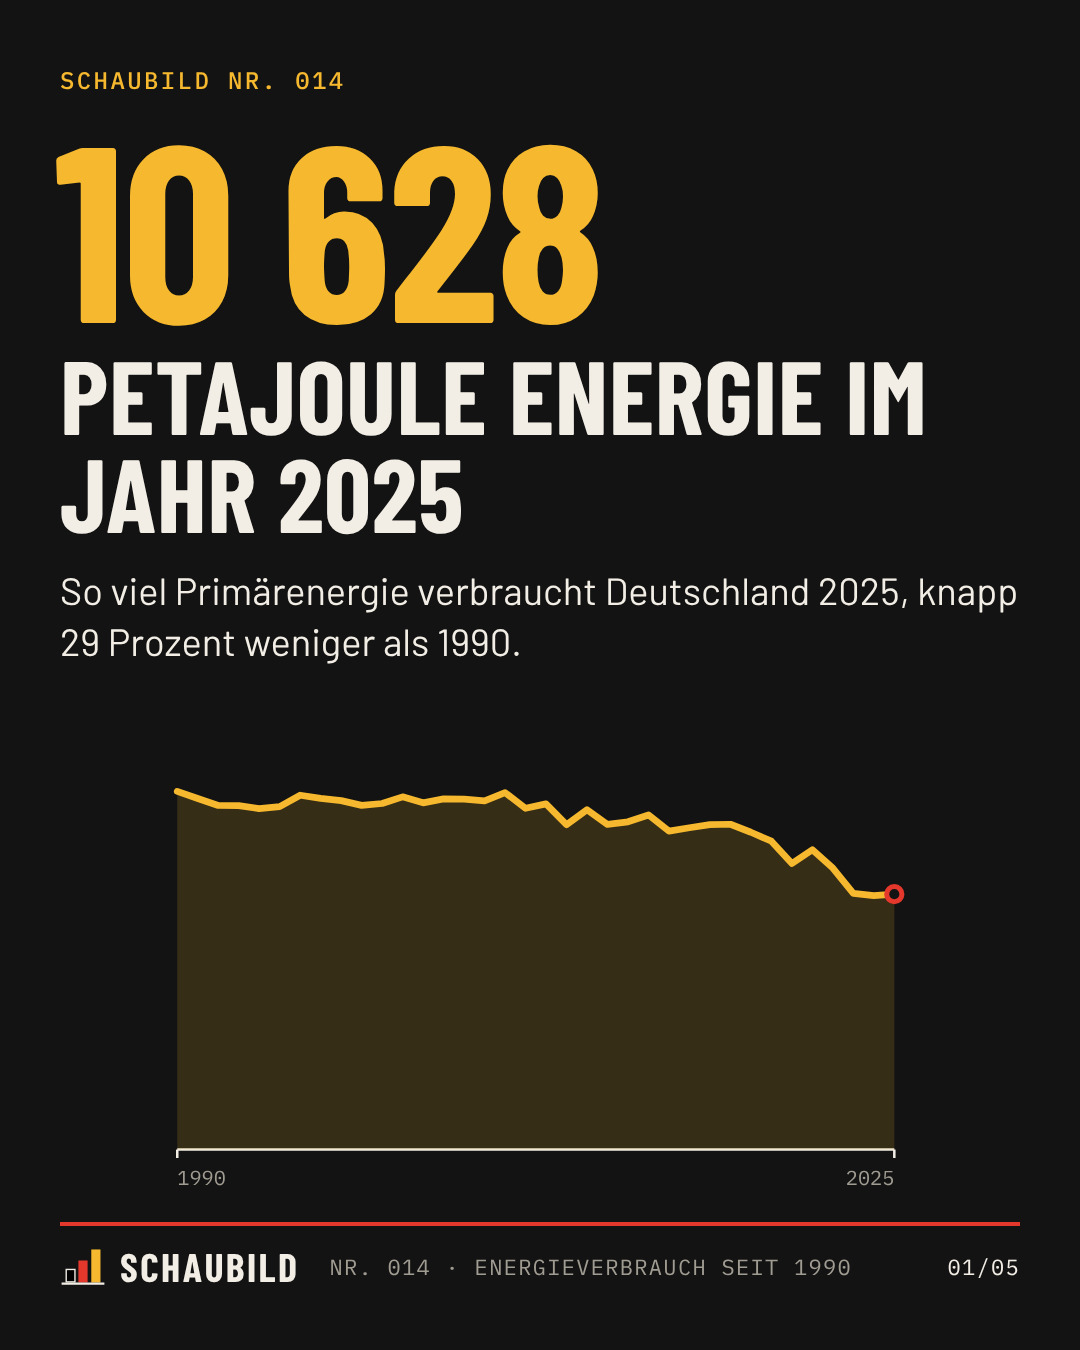 SCHAUBILD NR. 014
10 628
PETAJOULE ENERGIE IM
JAHR 2025
So viel Primärenergie verbraucht Deutschland 2025, knapp
29 Prozent weniger als 1990.
1990
2025
SCHAUBILD
NR. 014 · ENERGIEVERBRAUCH SEIT 1990
01/05